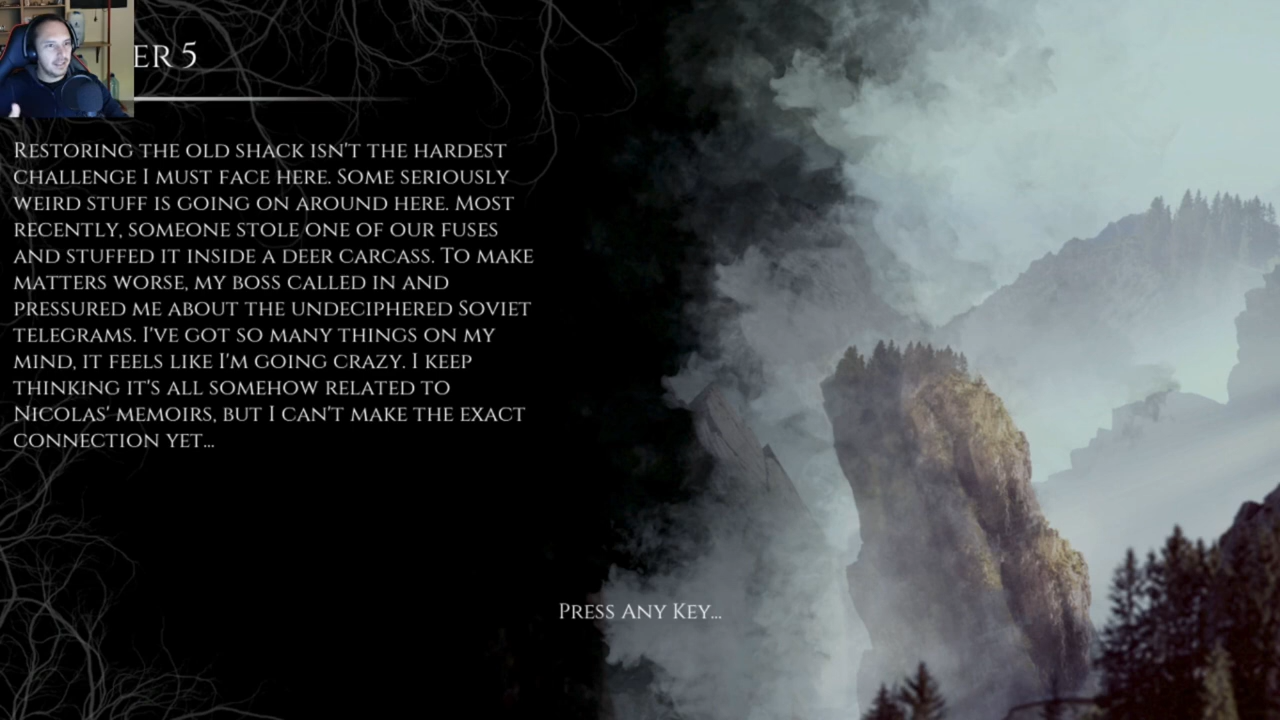 ER 5
Restoring the old shack isn't the hardest
challenge I must face here. Some seriously
weird stuff is going on around here. Most
recently, someone stole one of our fuses
and stuffed it inside a deer carcass. To make
matters worse, my boss called in and
pressured me about the undeciphered Soviet
telegrams. I've got so many things on my
mind, it feels like I'm going crazy. I keep
thinking it's all somehow related to
Nicolas' memoirs, but I can't make the exact
connection yet...
Press Any Key...